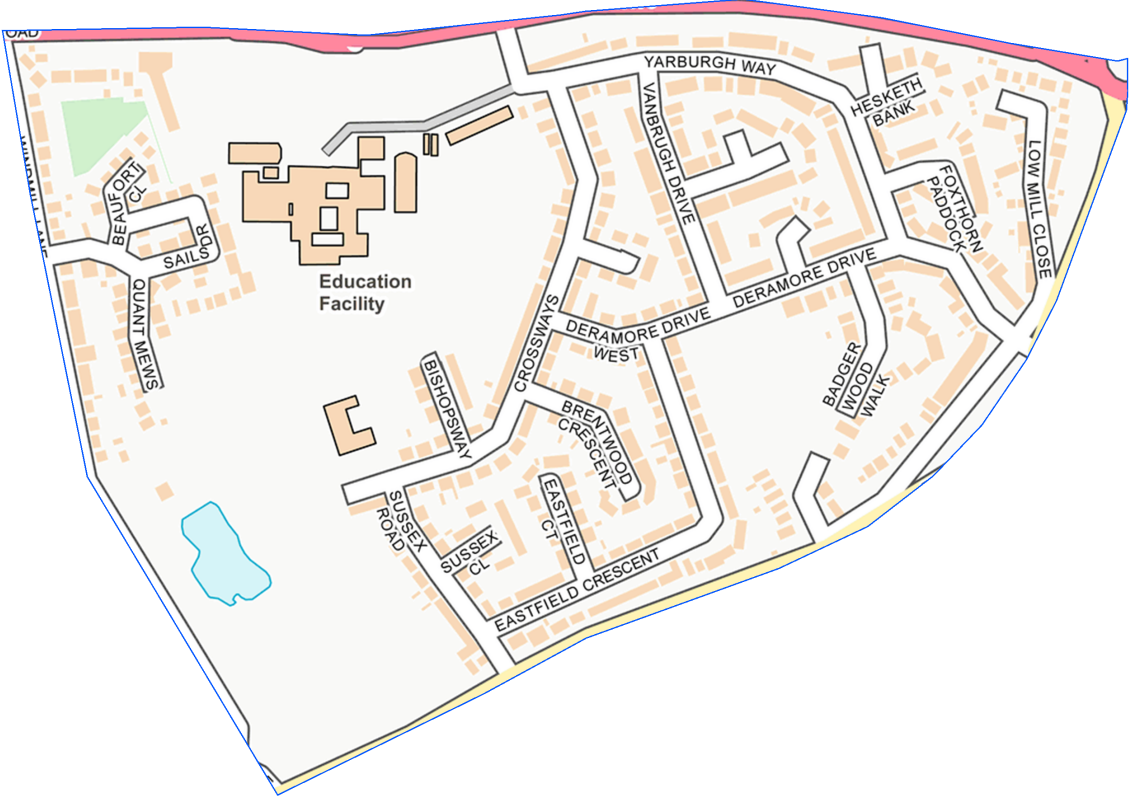 OAD
YARBURGH WAY
HESKETH
BANK
VANBRUGH DRIVE
LOW MILL CLOSE
WINDMILL LANE
BEAUFORT
CL
FOXTHORN
PADDOCK
SAILS DR
Education
Facility
QUANT MEWS
DERAMORE DRIVE
CROSSWAYS
DERAMORE DRIVE
WEST
BISHOPSWAY
BADGER
WOOD
WALK
BRENTWOOD
CRESCENT
EASTFIELD
CT
SUSSEX
ROAD
SUSSEX
CL
EASTFIELD CRESCENT